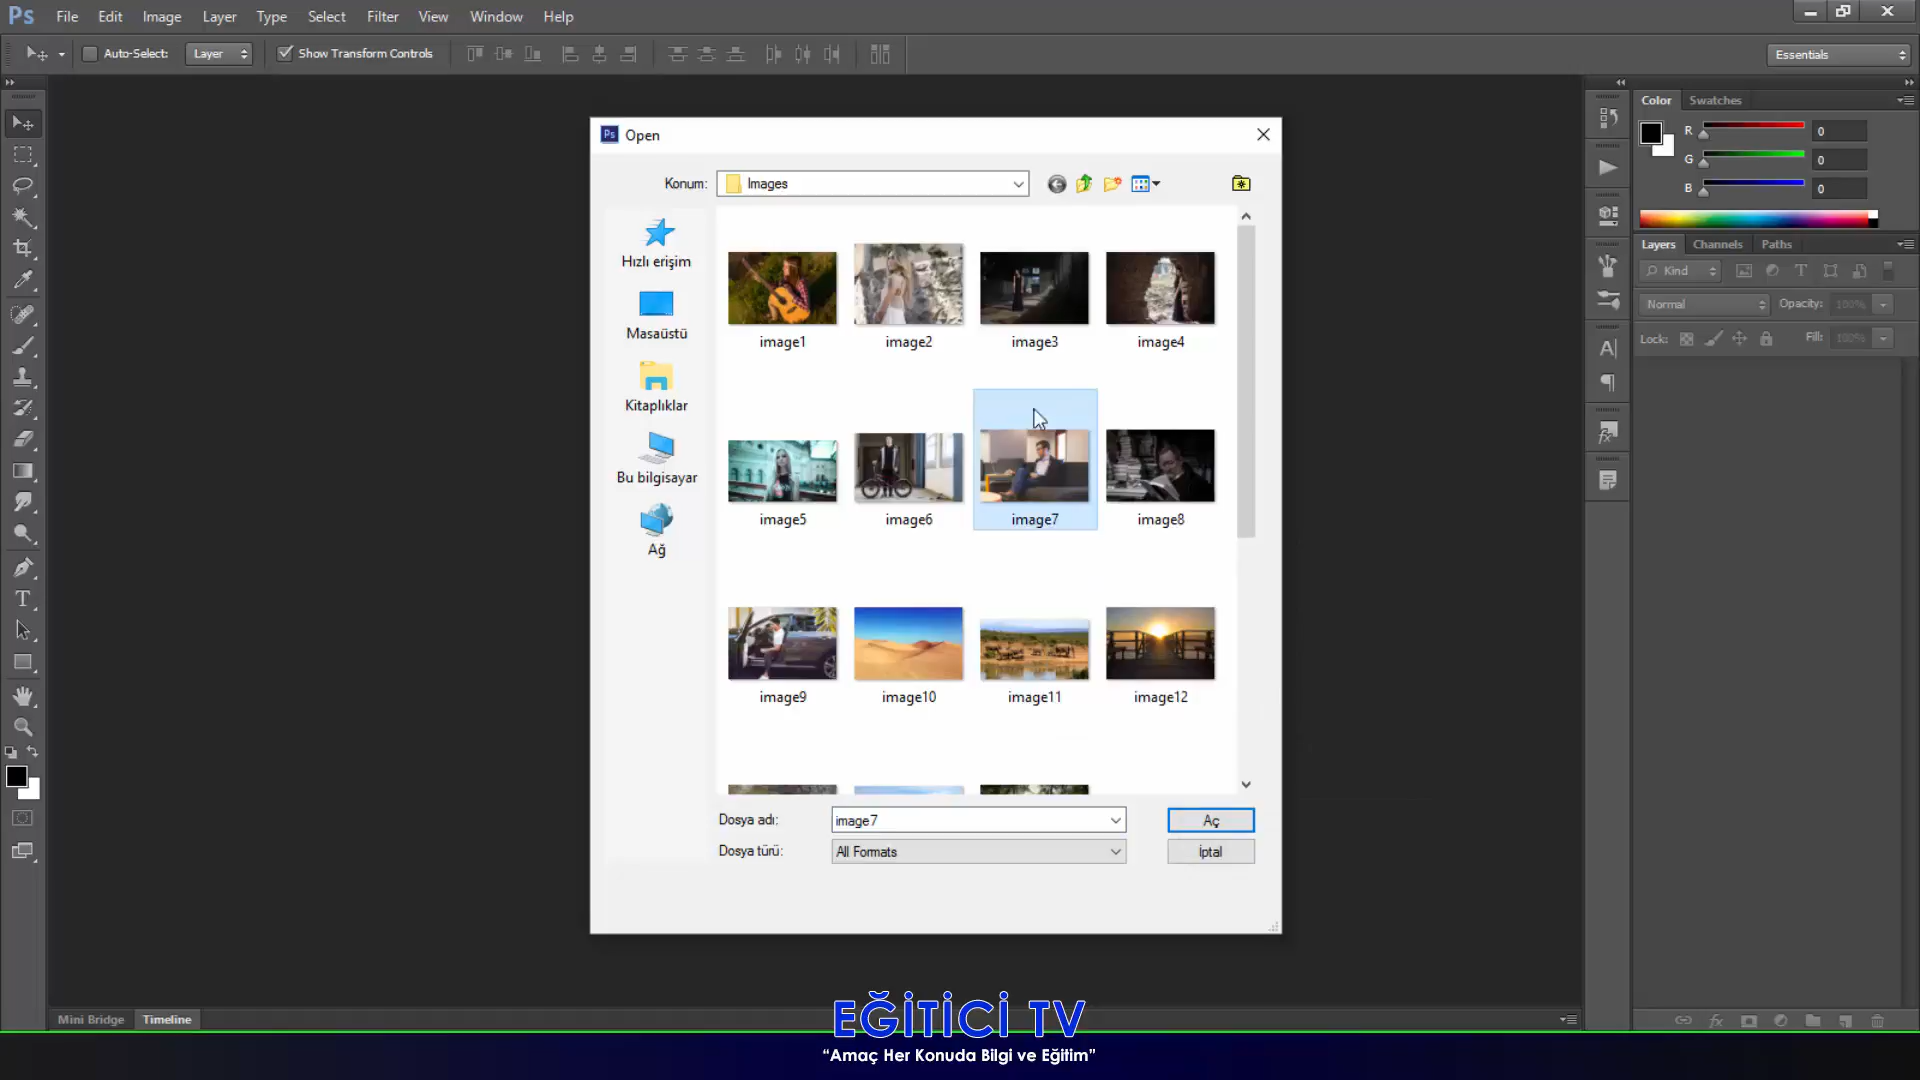 Ps File Edit Image Layer Type Select Filter View Window Help
Auto-Select: Layer Show Transform Controls Essentials
Color Swatches
R 0
G 0
B 0
Layers Channels Paths
Kind
Normal Opacity: 100%
Lock: Fill: 100%
Ps Open
Konum: Images
Hızlı erişim
Masaüstü
Kitaplıklar
Bu bilgisayar
Ağ
image1 image2 image3 image4
image5 image6 image7 image8
image9 image10 image11 image12
Dosya adı: image7 Aç
Dosya türü: All Formats İptal
Mini Bridge Timeline
EĞİTİCİ TV
“Amaç Her Konuda Bilgi ve Eğitim”